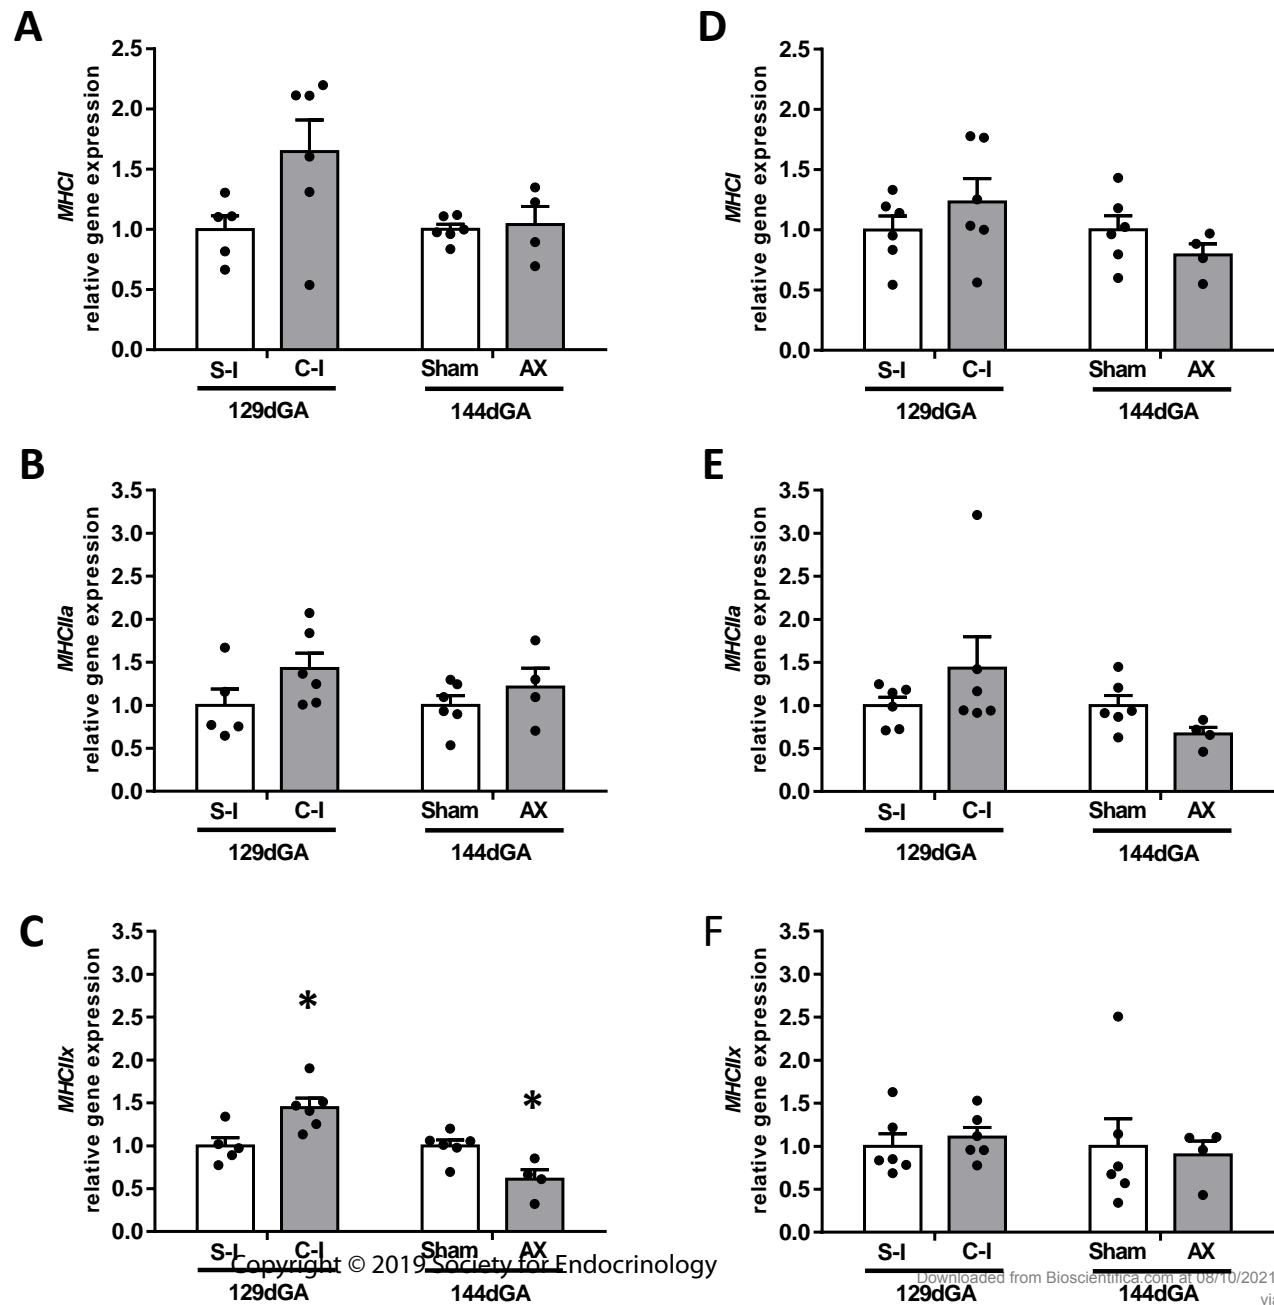 A
MHCI
relative gene expression
2.5
2.0
1.5
1.0
0.5
0.0
S-I C-I Sham AX
129dGA 144dGA
D
MHCI
relative gene expression
2.5
2.0
1.5
1.0
0.5
0.0
S-I C-I Sham AX
129dGA 144dGA
B
MHCIIa
relative gene expression
3.5
3.0
2.5
2.0
1.5
1.0
0.5
0.0
S-I C-I Sham AX
129dGA 144dGA
E
MHCIIa
relative gene expression
3.5
3.0
2.5
2.0
1.5
1.0
0.5
0.0
S-I C-I Sham AX
129dGA 144dGA
C
MHCIIx
relative gene expression
3.5
3.0
2.5
2.0
1.5
1.0
0.5
0.0
*
*
S-I C-I Sham AX
129dGA 144dGA
F
MHCIIx
relative gene expression
3.5
3.0
2.5
2.0
1.5
1.0
0.5
0.0
S-I C-I Sham AX
129dGA 144dGA
Copyright © 2019 Society for Endocrinology
Downloaded from Bioscientifica.com at 08/10/2021
via